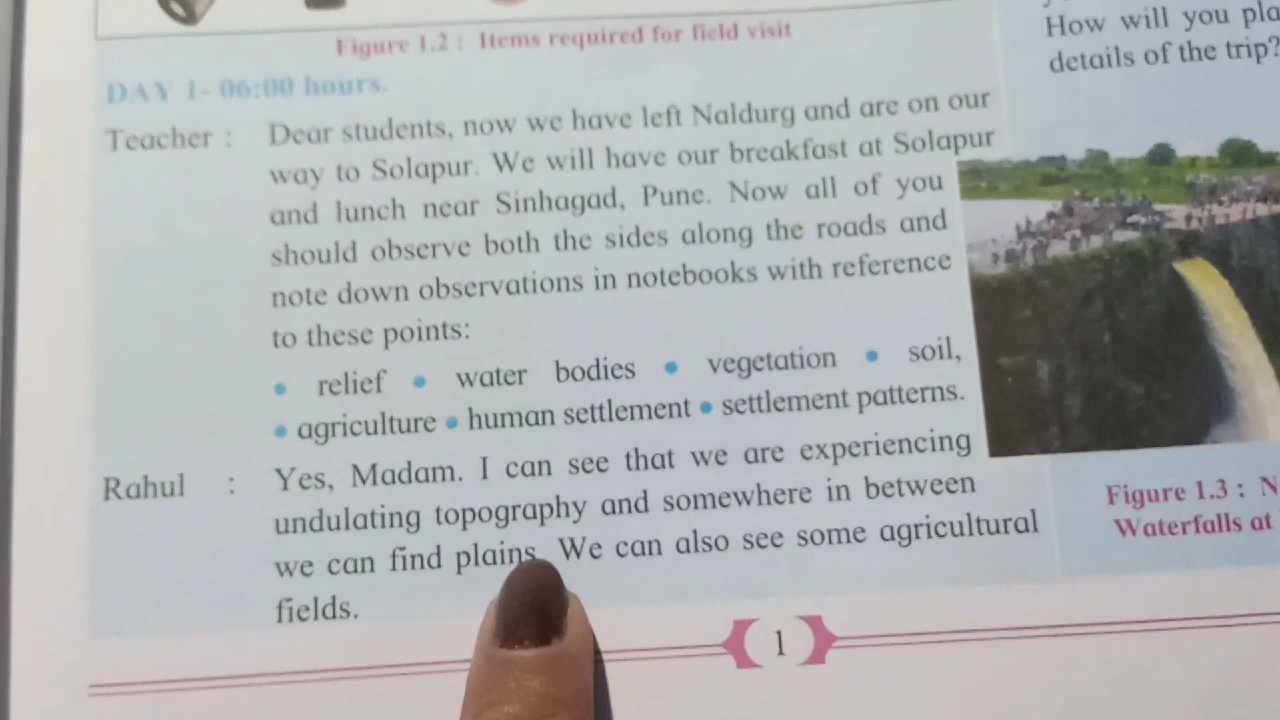 Figure 1.2 : Items required for field visit
DAY 1- 06:00 hours.
Teacher : Dear students, now we have left Naldurg and are on our
way to Solapur. We will have our breakfast at Solapur
and lunch near Sinhagad, Pune. Now all of you
should observe both the sides along the roads and
note down observations in notebooks with reference
to these points:
• relief • water bodies • vegetation • soil,
• agriculture • human settlement • settlement patterns.
Rahul : Yes, Madam. I can see that we are experiencing
undulating topography and somewhere in between
we can find plains. We can also see some agricultural
fields.
1
How will you
details of the trip?
Figure 1.3 :
Waterfalls at